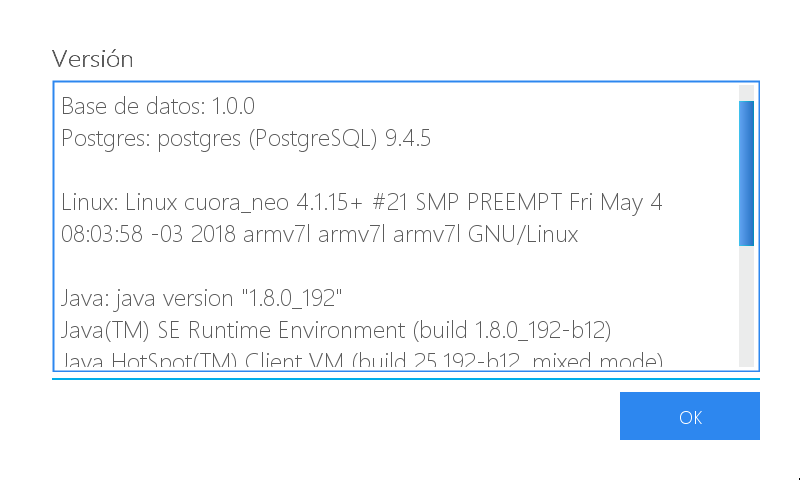 Versión
Base de datos: 1.0.0
Postgres: postgres (PostgreSQL) 9.4.5
Linux: Linux cuora_neo 4.1.15+ #21 SMP PREEMPT Fri May 4
08:03:58 -03 2018 armv7l armv7l armv7l GNU/Linux
Java: java version "1.8.0_192"
Java(TM) SE Runtime Environment (build 1.8.0_192-b12)
Java HotSpot(TM) Client VM (build 25.192-b12, mixed mode)
OK